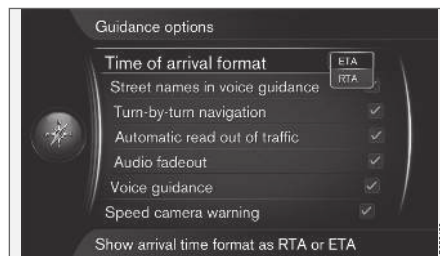 Guidance options
Time of arrival format
ETA
RTA
Street names in voice guidance
Turn-by-turn navigation
Automatic read out of traffic
Audio fadeout
Voice guidance
Speed camera warning
Show arrival time format as RTA or ETA